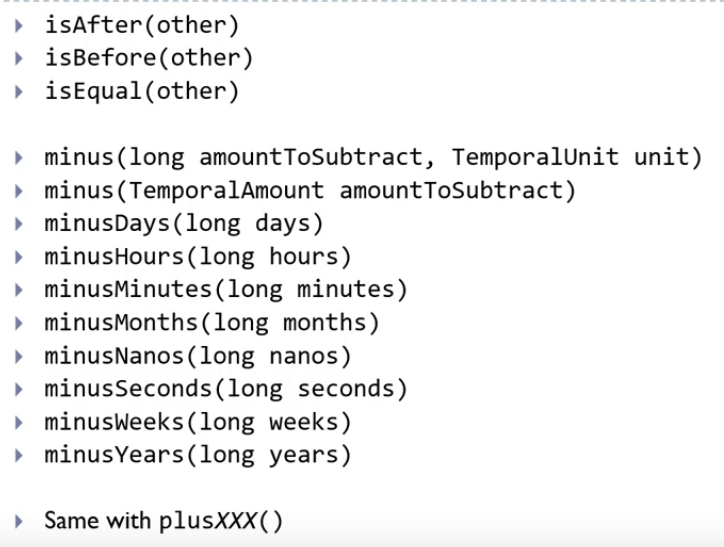 isAfter(other)
isBefore(other)
isEqual(other)
minus(long amountToSubtract, TemporalUnit unit)
minus(TemporalAmount amountToSubtract)
minusDays(long days)
minusHours(long hours)
minusMinutes(long minutes)
minusMonths(long months)
minusNanos(long nanos)
minusSeconds(long seconds)
minusWeeks(long weeks)
minusYears(long years)
Same with plusXXX()